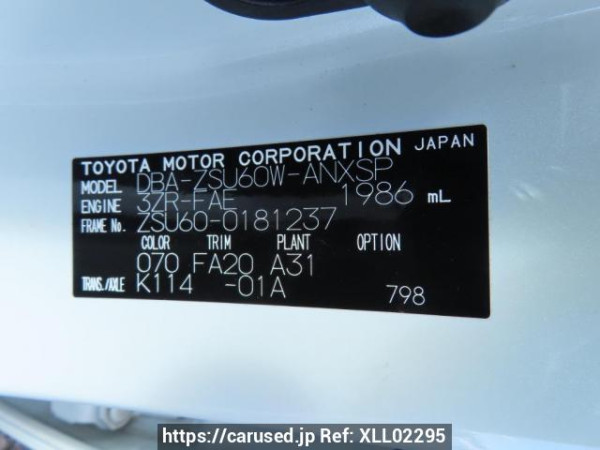 TOYOTA MOTOR CORPORATION JAPAN
MODEL DBA-ZSU60W-ANXSP
ENGINE 3ZR-FAE 1986 mL
FRAME No. ZSU60-0181237
COLOR TRIM PLANT OPTION
070 FA20 A31
TRANS./AXLE K114 -01A 798
https://carused.jp Ref: XLL02295